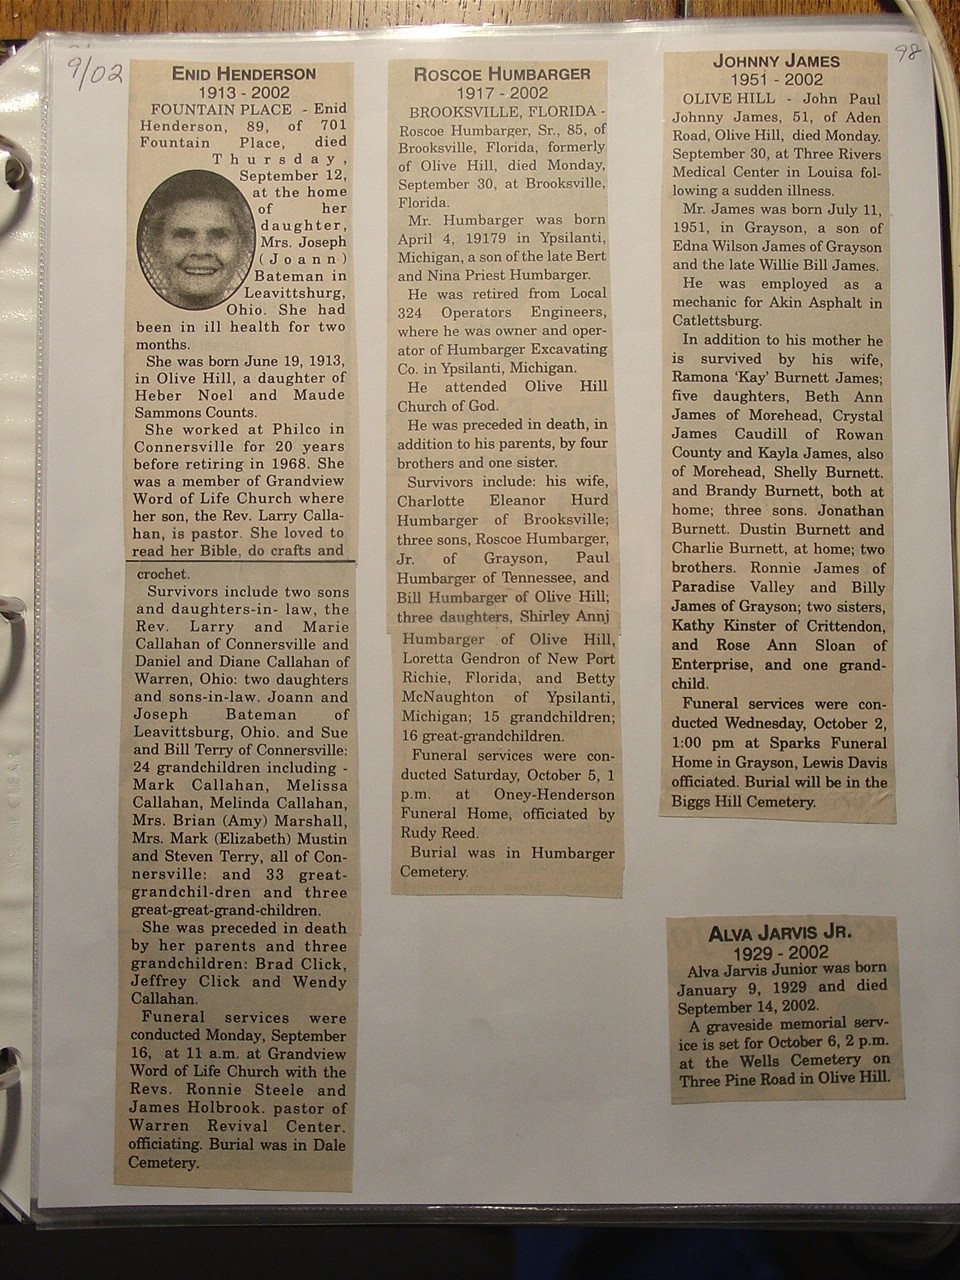 9/02
98
ENID HENDERSON
1913 - 2002
FOUNTAIN PLACE - Enid
Henderson, 89, of 701
Fountain Place, died
Thursday,
September 12,
at the home
of her
daughter,
Mrs. Joseph
(Joann)
Bateman in
Leavittsburg,
Ohio. She had
been in ill health for two
months.
She was born June 19, 1913,
in Olive Hill, a daughter of
Heber Noel and Maude
Sammons Counts.
She worked at Philco in
Connersville for 20 years
before retiring in 1968. She
was a member of Grandview
Word of Life Church where
her son, the Rev. Larry Calla-
han, is pastor. She loved to
read her Bible, do crafts and
crochet.
Survivors include two sons
and daughters-in- law, the
Rev. Larry and Marie
Callahan of Connersville and
Daniel and Diane Callahan of
Warren, Ohio: two daughters
and sons-in-law. Joann and
Joseph Bateman of
Leavittsburg, Ohio. and Sue
and Bill Terry of Connersville:
24 grandchildren including -
Mark Callahan, Melissa
Callahan, Melinda Callahan,
Mrs. Brian (Amy) Marshall,
Mrs. Mark (Elizabeth) Mustin
and Steven Terry, all of Con-
nersville: and 33 great-
grandchil-dren and three
great-great-grand-children.
She was preceded in death
by her parents and three
grandchildren: Brad Click,
Jeffrey Click and Wendy
Callahan.
Funeral services were
conducted Monday, September
16, at 11 a.m. at Grandview
Word of Life Church with the
Revs. Ronnie Steele and
James Holbrook. pastor of
Warren Revival Center.
officiating. Burial was in Dale
Cemetery.
ROSCOE HUMBARGER
1917 - 2002
BROOKSVILLE, FLORIDA -
Roscoe Humbarger, Sr., 85, of
Brooksville, Florida, formerly
of Olive Hill, died Monday,
September 30, at Brooksville,
Florida.
Mr. Humbarger was born
April 4, 19179 in Ypsilanti,
Michigan, a son of the late Bert
and Nina Priest Humbarger.
He was retired from Local
324 Operators Engineers,
where he was owner and oper-
ator of Humbarger Excavating
Co. in Ypsilanti, Michigan.
He attended Olive Hill
Church of God.
He was preceded in death, in
addition to his parents, by four
brothers and one sister.
Survivors include: his wife,
Charlotte Eleanor Hurd
Humbarger of Brooksville;
three sons, Roscoe Humbarger,
Jr. of Grayson, Paul
Humbarger of Tennessee, and
Bill Humbarger of Olive Hill;
three daughters, Shirley Annj
Humbarger of Olive Hill,
Loretta Gendron of New Port
Richie, Florida, and Betty
McNaughton of Ypsilanti,
Michigan; 15 grandchildren;
16 great-grandchildren.
Funeral services were con-
ducted Saturday, October 5, 1
p.m. at Oney-Henderson
Funeral Home, officiated by
Rudy Reed.
Burial was in Humbarger
Cemetery.
JOHNNY JAMES
1951 - 2002
OLIVE HILL - John Paul
Johnny James, 51, of Aden
Road, Olive Hill, died Monday.
September 30, at Three Rivers
Medical Center in Louisa fol-
lowing a sudden illness.
Mr. James was born July 11,
1951, in Grayson, a son of
Edna Wilson James of Grayson
and the late Willie Bill James.
He was employed as a
mechanic for Akin Asphalt in
Catlettsburg.
In addition to his mother he
is survived by his wife,
Ramona 'Kay' Burnett James;
five daughters, Beth Ann
James of Morehead, Crystal
James Caudill of Rowan
County and Kayla James, also
of Morehead, Shelly Burnett.
and Brandy Burnett, both at
home; three sons. Jonathan
Burnett. Dustin Burnett and
Charlie Burnett, at home; two
brothers. Ronnie James of
Paradise Valley and Billy
James of Grayson; two sisters,
Kathy Kinster of Crittendon,
and Rose Ann Sloan of
Enterprise, and one grand-
child.
Funeral services were con-
ducted Wednesday, October 2,
1:00 pm at Sparks Funeral
Home in Grayson, Lewis Davis
officiated. Burial will be in the
Biggs Hill Cemetery.
ALVA JARVIS JR.
1929 - 2002
Alva Jarvis Junior was born
January 9, 1929 and died
September 14, 2002.
A graveside memorial serv-
ice is set for October 6, 2 p.m.
at the Wells Cemetery on
Three Pine Road in Olive Hill.